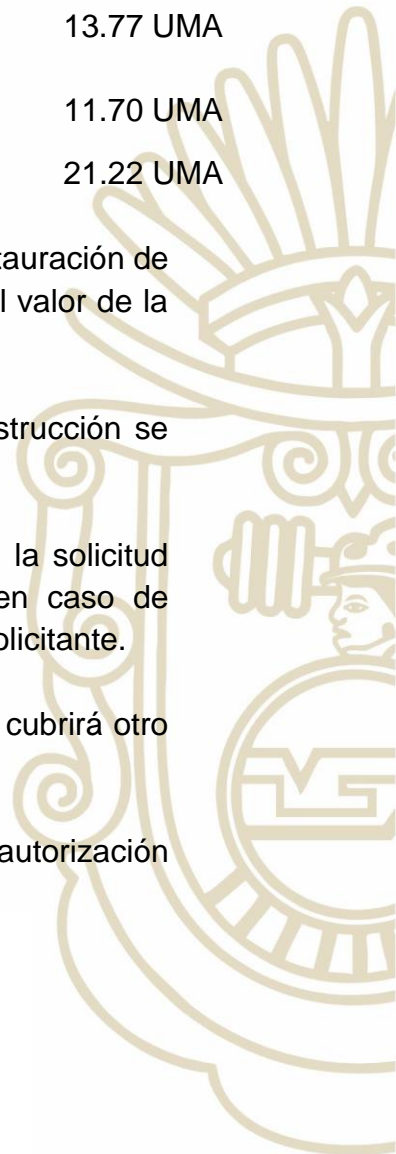 13.77 UMA
11.70 UMA
21.22 UMA
tauración de
l valor de la
strucción se
la solicitud
en caso de
olicitante.
cubrirá otro
autorización